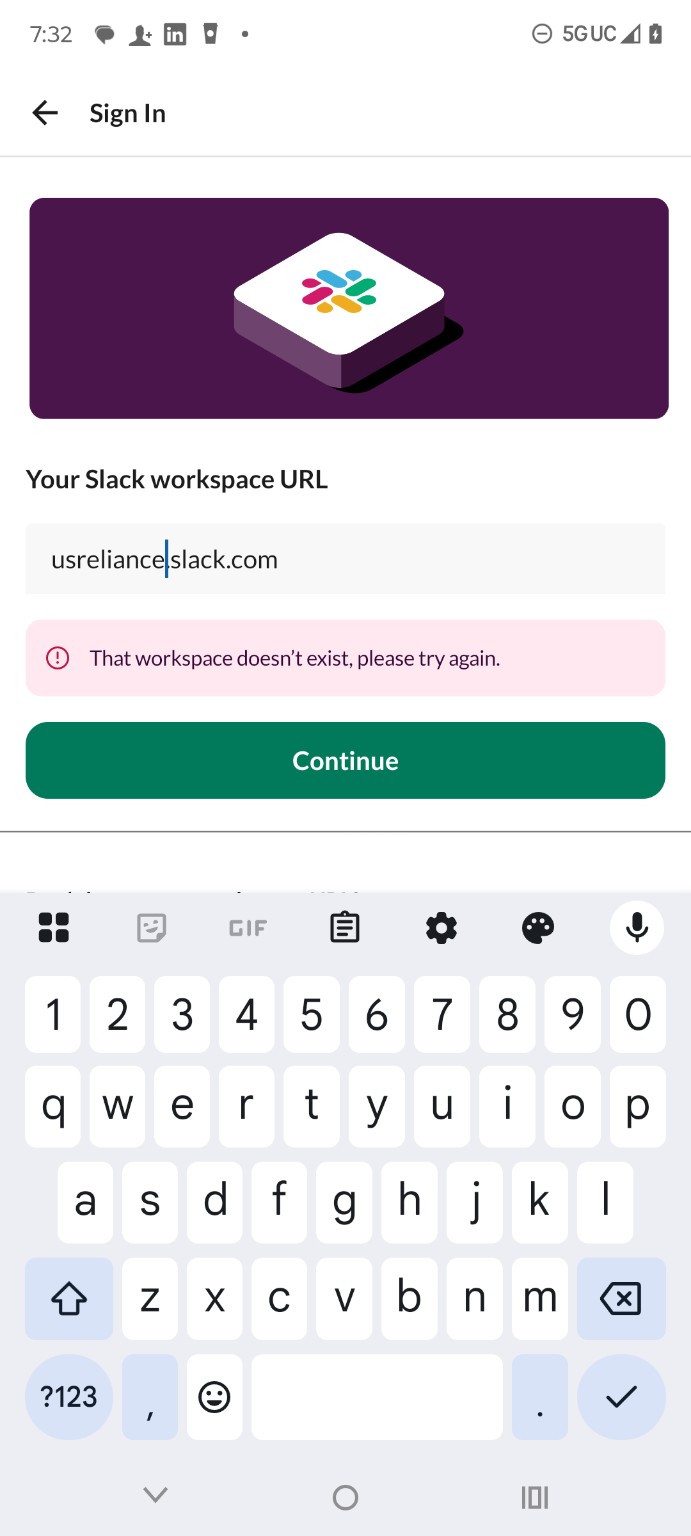 7:32
5G UC
Sign In
Your Slack workspace URL
usreliance.slack.com
That workspace doesn’t exist, please try again.
Continue
GIF
1 2 3 4 5 6 7 8 9 0
q w e r t y u i o p
a s d f g h j k l
z x c v b n m
?123 , .